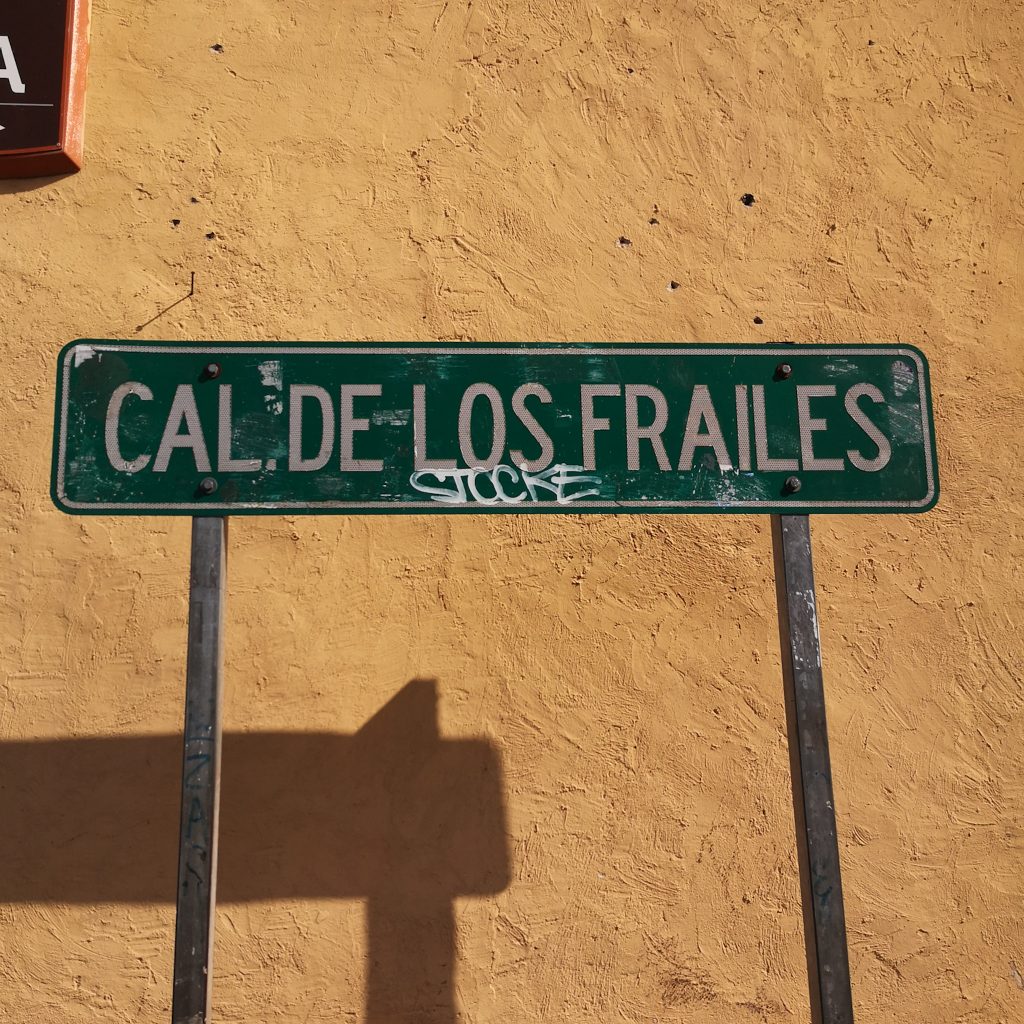 A
CAL. DE LOS FRAILES
STOCKE